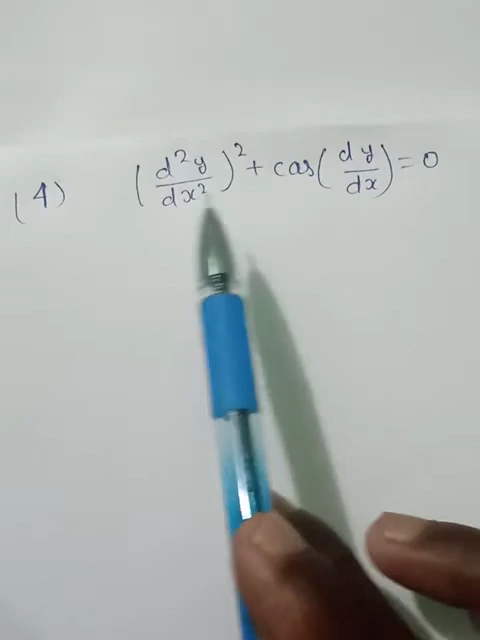 (4) (d²y/dx²)² + cos(dy/dx) = 0